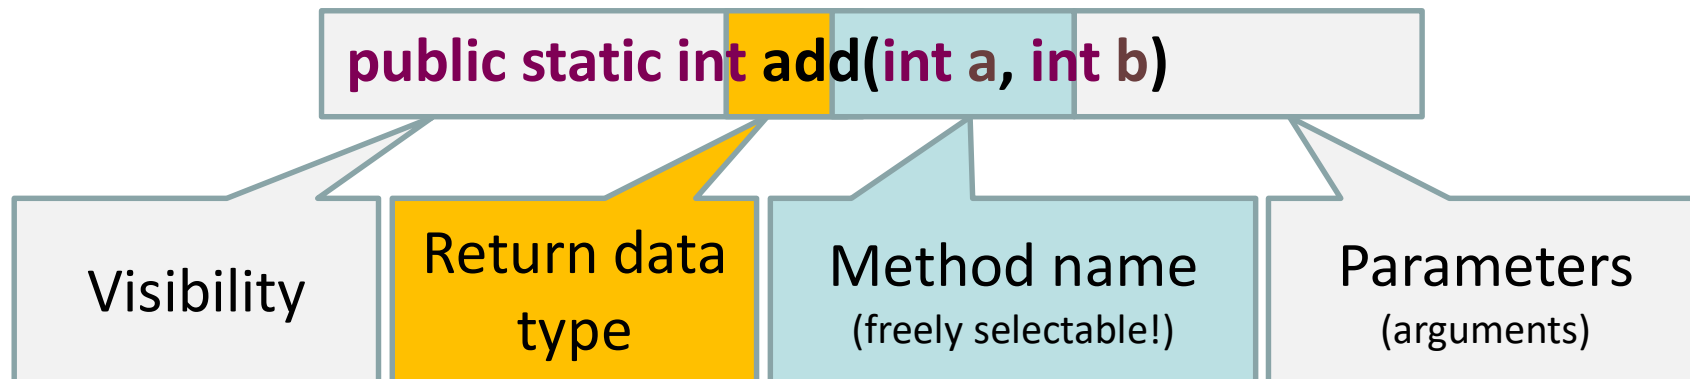 public static int add(int a, int b)
Visibility
Return data
type
Method name
(freely selectable!)
Parameters
(arguments)